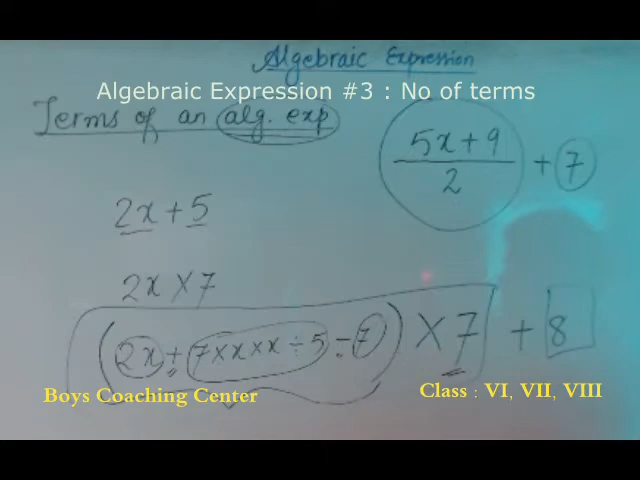 Algebraic Expression
Algebraic Expression #3 : No of terms
Terms of an alg. exp
(5x+9)/2 + 7
2x + 5
2x × 7
(2x + 7×x×x÷5 - 7) × 7 + 8
Boys Coaching Center
Class : VI, VII, VIII